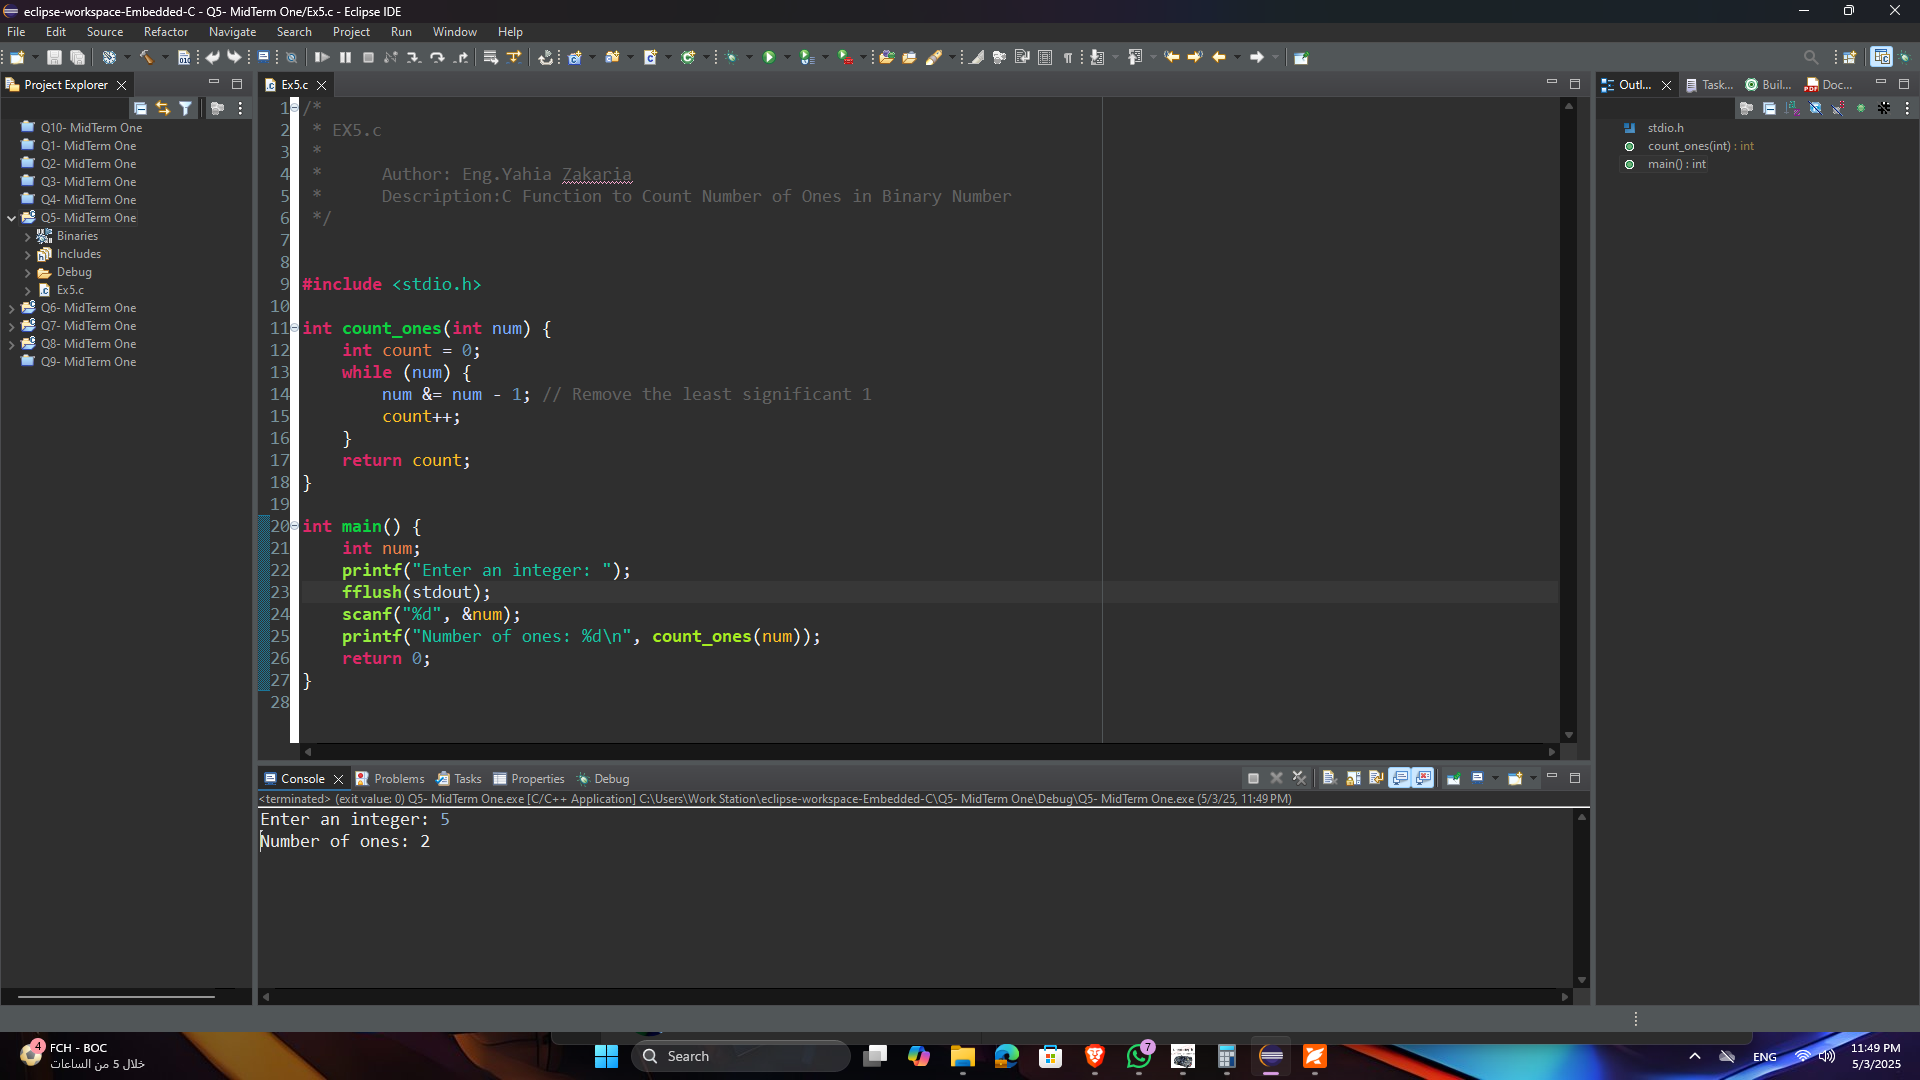 eclipse-workspace-Embedded-C - Q5- MidTerm One/Ex5.c - Eclipse IDE
File Edit Source Refactor Navigate Search Project Run Window Help
Project Explorer
Q10- MidTerm One
Q1- MidTerm One
Q2- MidTerm One
Q3- MidTerm One
Q4- MidTerm One
Q5- MidTerm One
Binaries
Includes
Debug
Ex5.c
Q6- MidTerm One
Q7- MidTerm One
Q8- MidTerm One
Q9- MidTerm One
Ex5.c
1 /*
2  * EX5.c
3  *
4  *      Author: Eng.Yahia Zakaria
5  *      Description:C Function to Count Number of Ones in Binary Number
6  */
7
8
9 #include <stdio.h>
10
11 int count_ones(int num) {
12     int count = 0;
13     while (num) {
14         num &= num - 1; // Remove the least significant 1
15         count++;
16     }
17     return count;
18 }
19
20 int main() {
21     int num;
22     printf("Enter an integer: ");
23     fflush(stdout);
24     scanf("%d", &num);
25     printf("Number of ones: %d\n", count_ones(num));
26     return 0;
27 }
28
Outl... Task... Buil... Doc...
stdio.h
count_ones(int) : int
main() : int
Console Problems Tasks Properties Debug
<terminated> (exit value: 0) Q5- MidTerm One.exe [C/C++ Application] C:\Users\Work Station\eclipse-workspace-Embedded-C\Q5- MidTerm One\Debug\Q5- MidTerm One.exe (5/3/25, 11:49 PM)
Enter an integer: 5
Number of ones: 2
4
FCH - BOC
خلال 5 من الساعات
Search
7
ENG
11:49 PM
5/3/2025